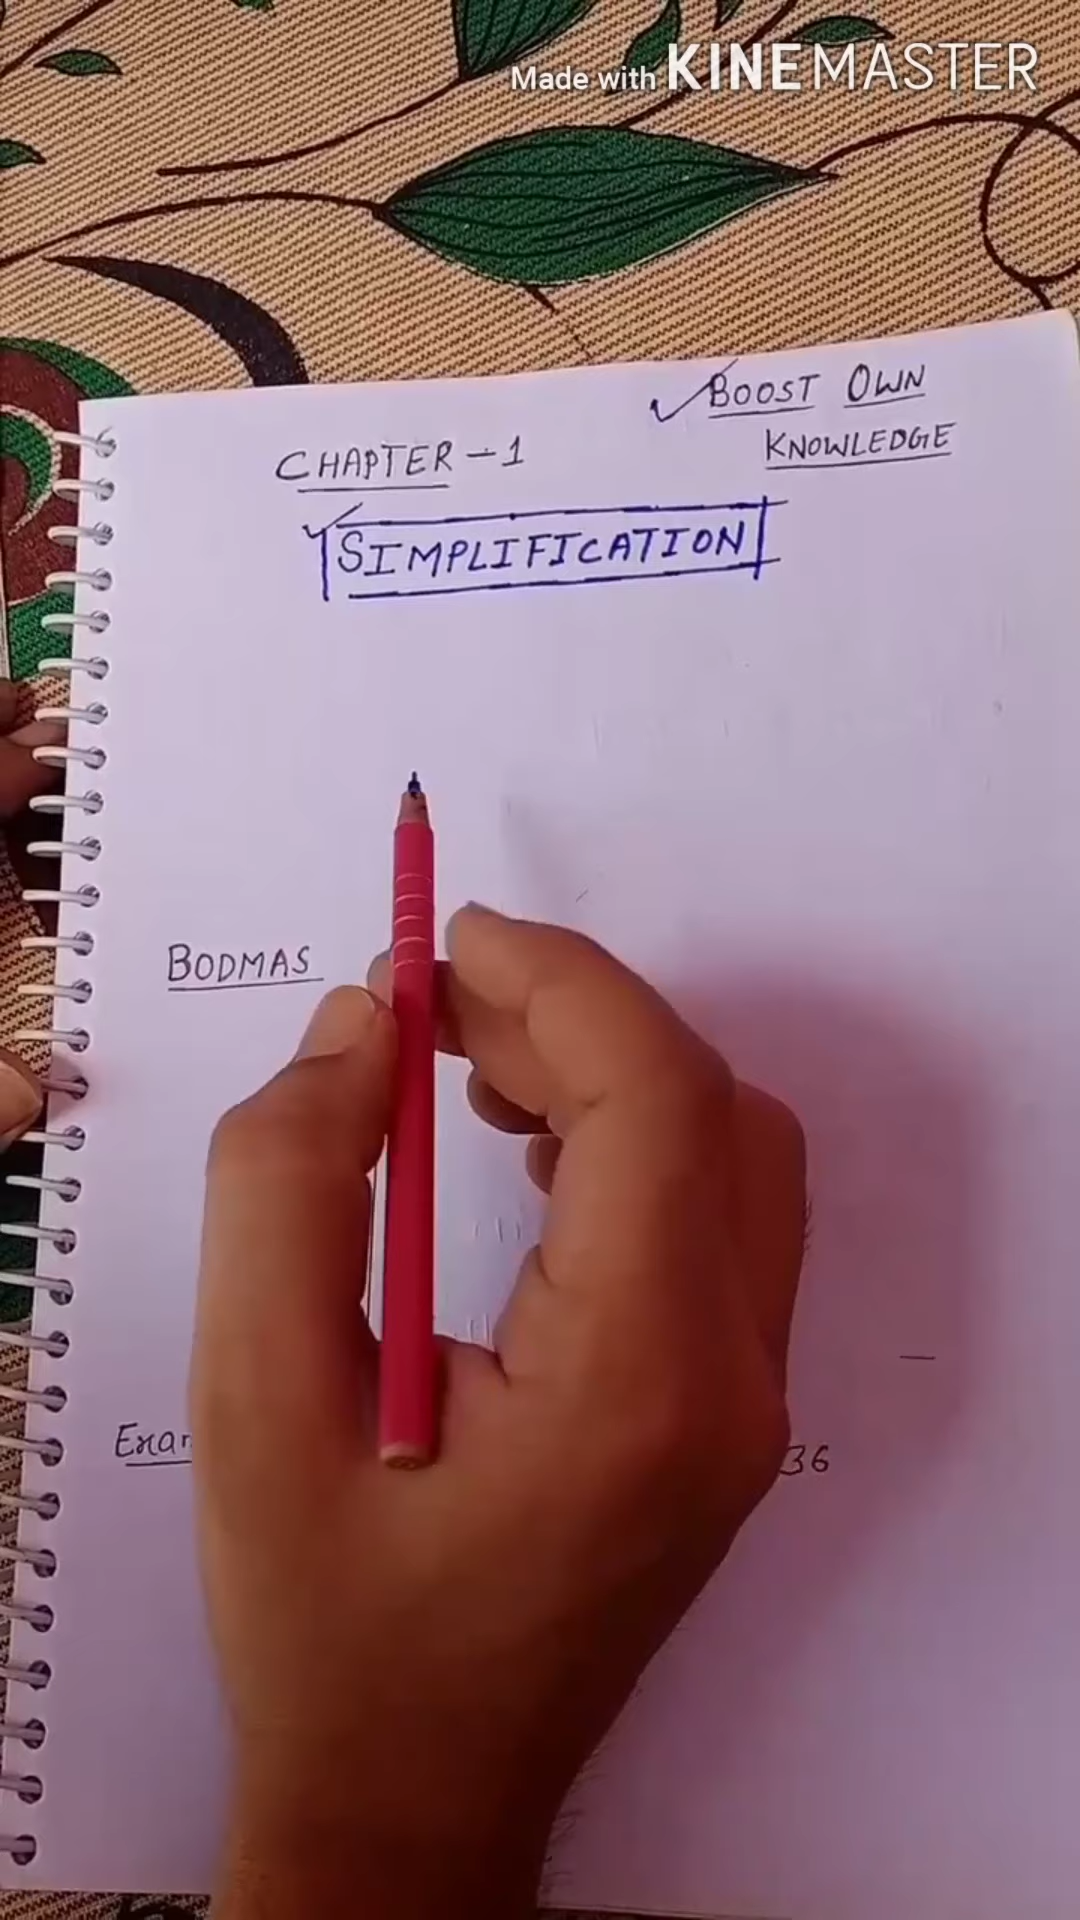 Made with KINEMASTER
BOOST OWN
KNOWLEDGE
CHAPTER-1
SIMPLIFICATION
BODMAS
36